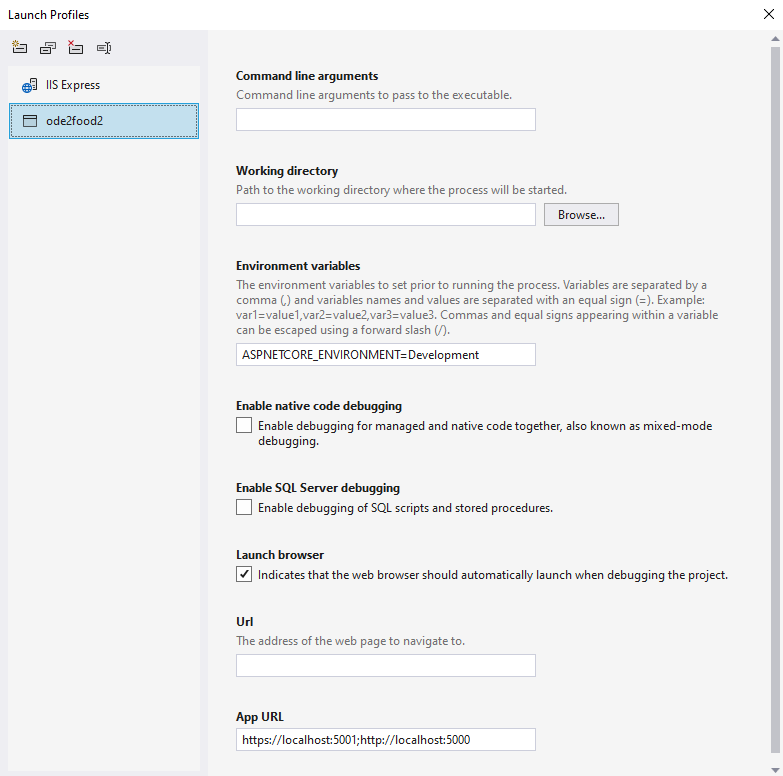 Launch Profiles
IIS Express
ode2food2
Command line arguments
Command line arguments to pass to the executable.
Working directory
Path to the working directory where the process will be started.
Browse...
Environment variables
The environment variables to set prior to running the process. Variables are separated by a
comma (,) and variables names and values are separated with an equal sign (=). Example:
var1=value1,var2=value2,var3=value3. Commas and equal signs appearing within a variable
can be escaped using a forward slash (/).
ASPNETCORE_ENVIRONMENT=Development
Enable native code debugging
Enable debugging for managed and native code together, also known as mixed-mode
debugging.
Enable SQL Server debugging
Enable debugging of SQL scripts and stored procedures.
Launch browser
Indicates that the web browser should automatically launch when debugging the project.
Url
The address of the web page to navigate to.
App URL
https://localhost:5001;http://localhost:5000